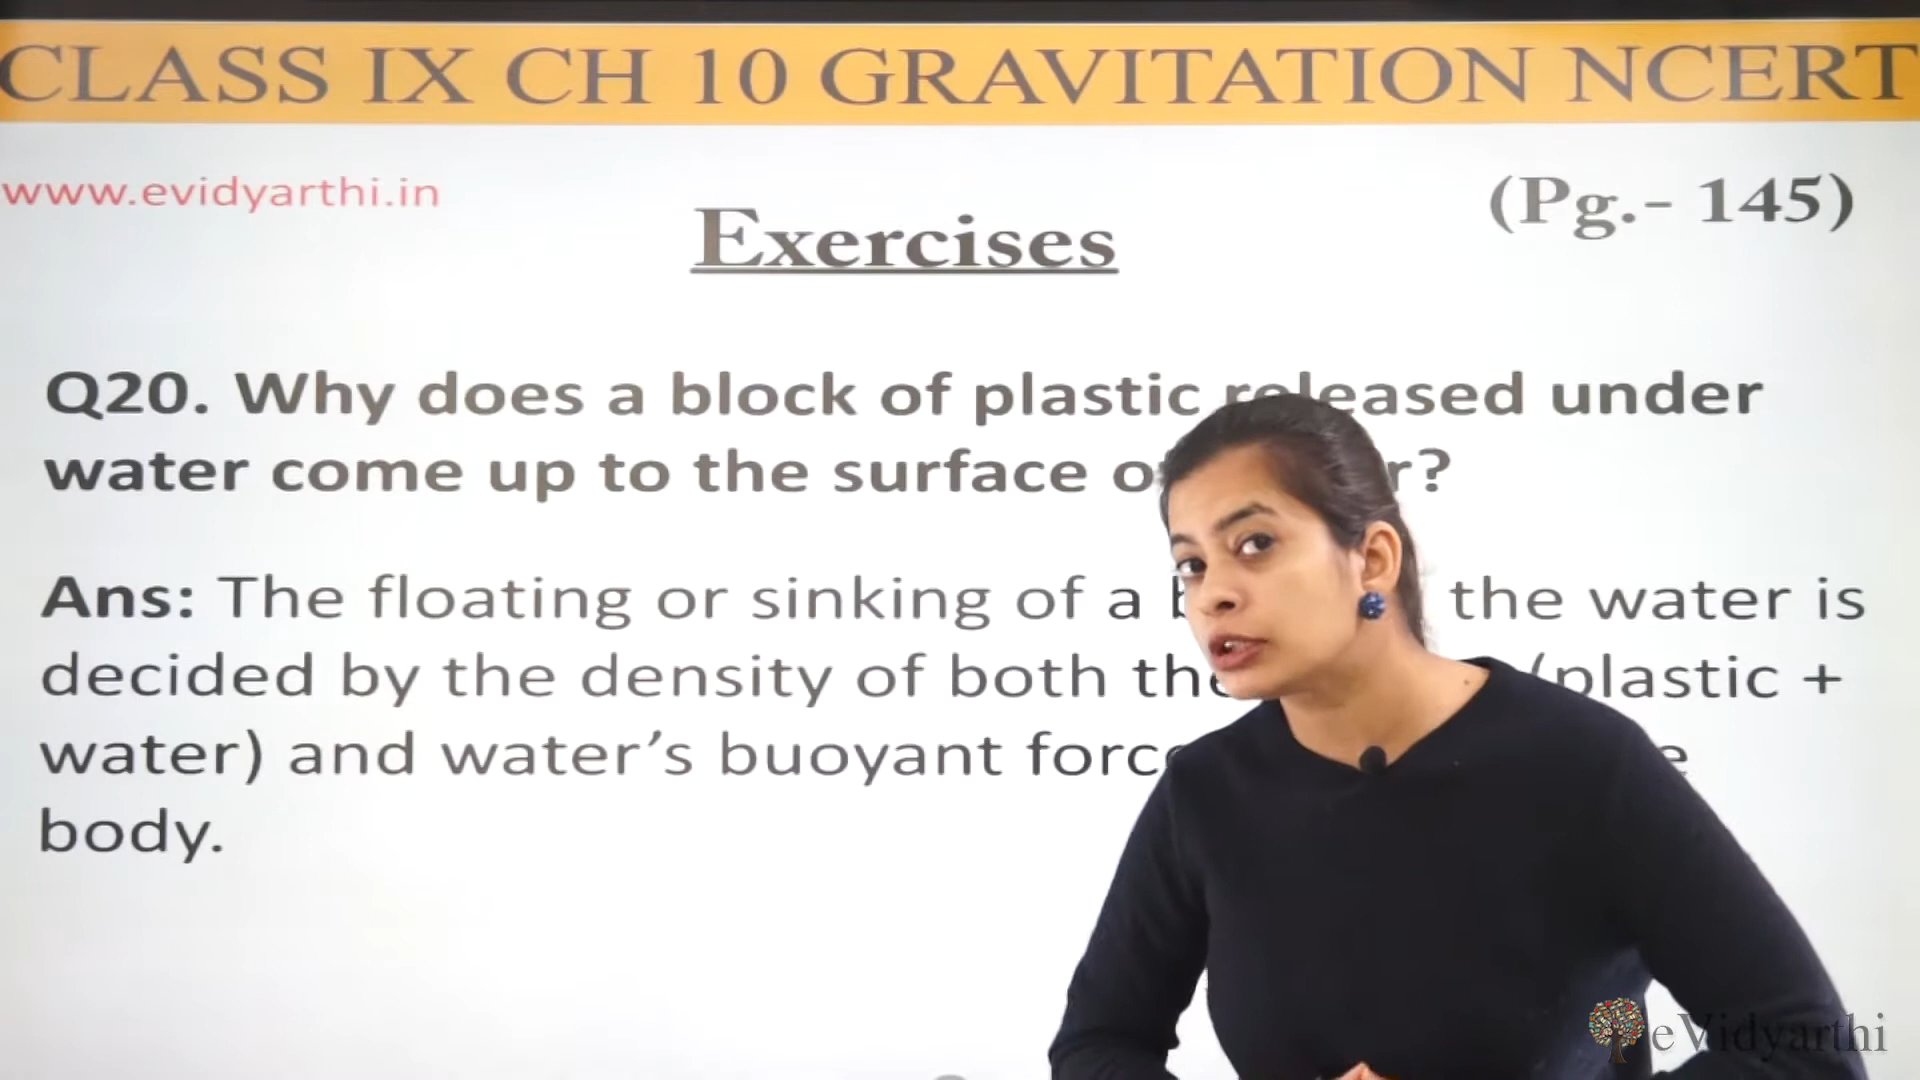 CLASS IX CH 10 GRAVITATION NCERT
www.evidyarthi.in
(Pg.- 145)
Exercises
Q20. Why does a block of plastic released under
water come up to the surface r?
Ans: The floating or sinking of a the water is
decided by the density of both the (plastic +
water) and water's buoyant force
body.
eVidyarthi